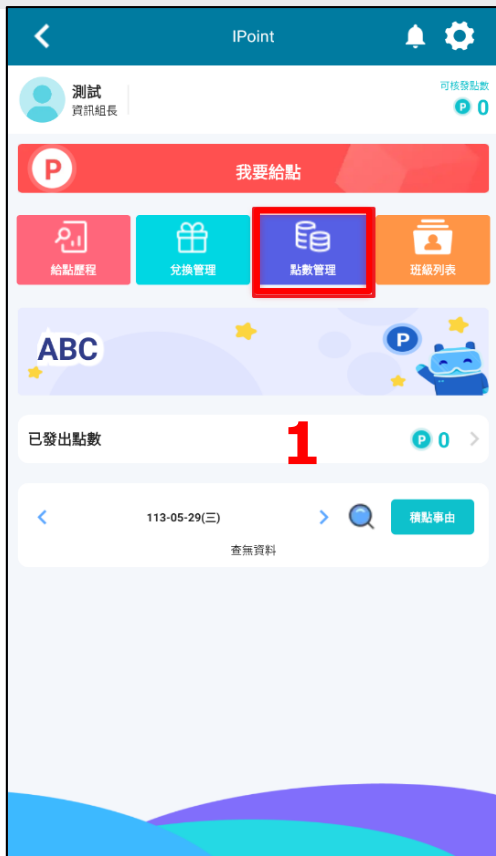 IPoint
測試
資訊組長
可核發點數
P 0
P
我要給點
給點歷程
兌換管理
點數管理
班級列表
ABC
P
已發出點數
P 0
1
113-05-29(三)
積點事由
查無資料